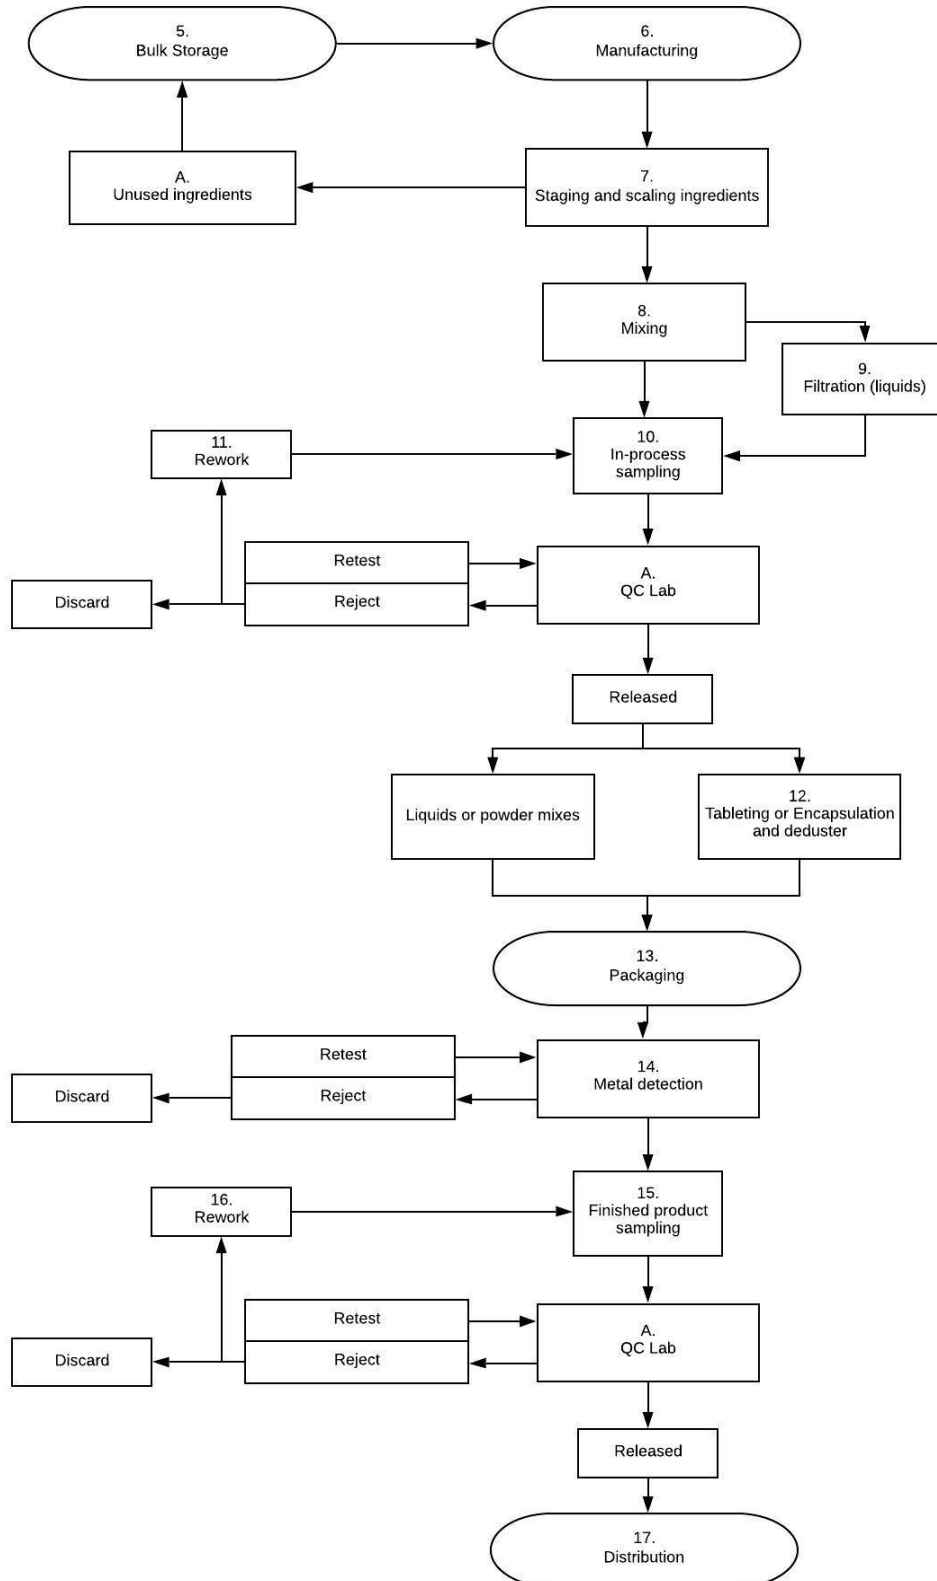 5.
Bulk Storage
6.
Manufacturing
A.
Unused ingredients
7.
Staging and scaling ingredients
8.
Mixing
9.
Filtration (liquids)
11.
Rework
10.
In-process
sampling
Retest
Reject
Discard
A.
QC Lab
Released
Liquids or powder mixes
12.
Tableting or Encapsulation
and deduster
13.
Packaging
Retest
Reject
Discard
14.
Metal detection
16.
Rework
15.
Finished product
sampling
Retest
Reject
Discard
A.
QC Lab
Released
17.
Distribution